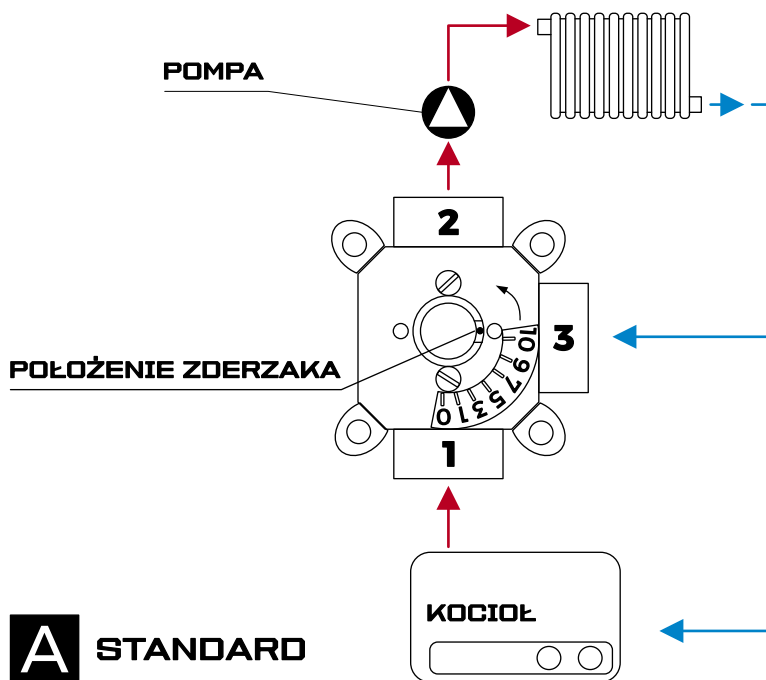 POMPA
2
3
POŁOŻENIE ZDERZAKA
0 1 3 5 7 9 10
1
KOCIOŁ
A STANDARD